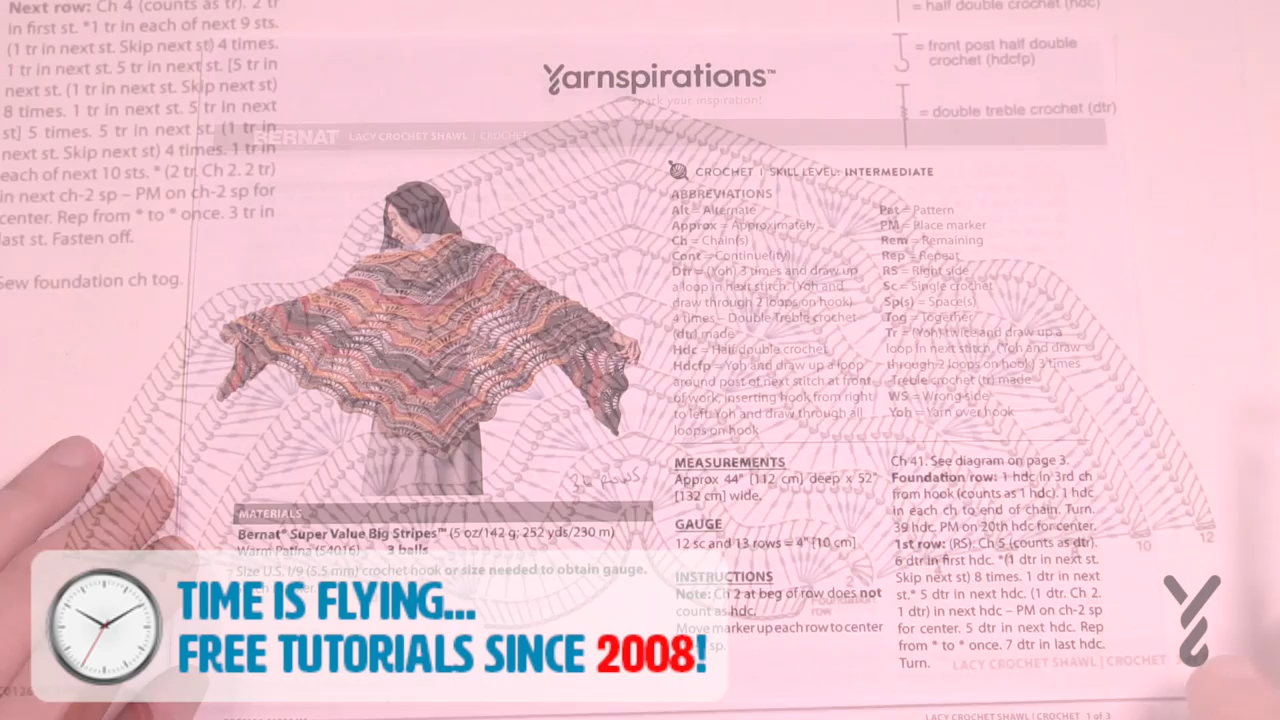 Next row: Ch 4 (counts as tr). 2 tr
in first st. *1 tr in each of next 9 sts.
(1 tr in next st. Skip next st) 4 times.
1 tr in next st. 5 tr in next st. [5 tr in
next st. (1 tr in next st. Skip next st)
8 times. 1 tr in next st. 5 tr in next
st] 5 times. 5 tr in next st. (1 tr in
next st. Skip next st) 4 times. 1 tr in
each of next 10 sts. * (2 tr. Ch 2. 2 tr)
in next ch-2 sp – PM on ch-2 sp for
center. Rep from * to * once. 3 tr in
last st. Fasten off.
Sew foundation ch tog.
= half double crochet (hdc)
= front post half double
crochet (hdcfp)
= double treble crochet (dtr)
Yarnspirations™
spark your inspiration!
BERNAT LACY CROCHET SHAWL | CROCHET
CROCHET | SKILL LEVEL: INTERMEDIATE
ABBREVIATIONS
Alt = Alternate
Approx = Approximately
Ch = Chain(s)
Cont = Continue(ity)
Dtr = (Yoh) 3 times and draw up
a loop in next stitch. (Yoh and
draw through 2 loops on hook)
4 times – Double Treble crochet
(dtr) made
Hdc = Half double crochet
Hdcfp = Yoh and draw up a loop
around post of next stitch at front
of work, inserting hook from right
to left. Yoh and draw through all
loops on hook
Pat = Pattern
PM = Place marker
Rem = Remaining
Rep = Repeat
RS = Right side
Sc = Single crochet
Sp(s) = Space(s)
Tog = Together
Tr = (Yoh) twice and draw up a
loop in next stitch. (Yoh and draw
through 2 loops on hook) 3 times
– Treble crochet (tr) made
WS = Wrong side
Yoh = Yarn over hook
MEASUREMENTS
Approx 44" [112 cm] deep x 52"
[132 cm] wide.
GAUGE
12 sc and 13 rows = 4" [10 cm]
INSTRUCTIONS
Note: Ch 2 at beg of row does not
count as hdc.
Move marker up each row to center
sp.
Ch 41. See diagram on page 3.
Foundation row: 1 hdc in 3rd ch
from hook (counts as 1 hdc). 1 hdc
in each ch to end of chain. Turn.
39 hdc. PM on 20th hdc for center.
1st row: (RS). Ch 5 (counts as dtr).
6 dtr in first hdc. *(1 dtr in next st.
Skip next st) 8 times. 1 dtr in next
st.* 5 dtr in next hdc. (1 dtr. Ch 2.
1 dtr) in next hdc – PM on ch-2 sp
for center. 5 dtr in next hdc. Rep
from * to * once. 7 dtr in last hdc.
Turn.
36 rows
MATERIALS
Bernat® Super Value Big Stripes™ (5 oz/142 g; 252 yds/230 m)
Warm Patina (54016) 3 balls
Size U.S. I/9 (5.5 mm) crochet hook or size needed to obtain gauge.
2
Foundation
row
10
12
LACY CROCHET SHAWL | CROCHET
TIME IS FLYING...
FREE TUTORIALS SINCE 2008!
LACY CROCHET SHAWL | CROCHET 1 of 3